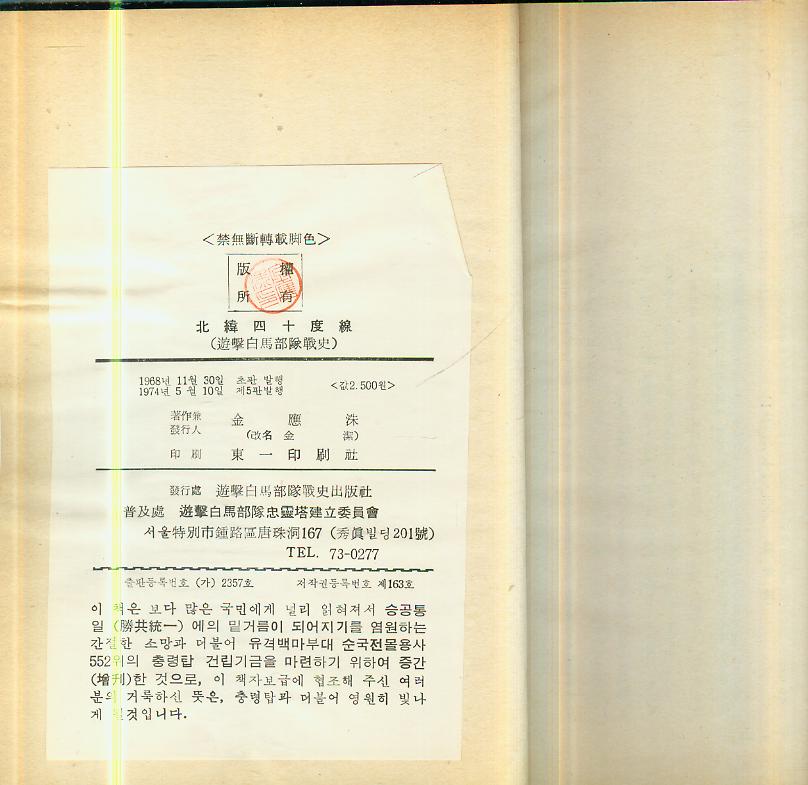 <禁無斷轉載脚色>
版 權
所 有
北緯四十度線
(遊擊白馬部隊戰史)
1968년 11월 30일 초판 발행
1974년 5월 10일 제5판발행
<값2.500원>
著作兼
發行人
金應洙
(改名 金 潔)
印刷 東一印刷社
發行處 遊擊白馬部隊戰史出版社
普及處 遊擊白馬部隊忠靈塔建立委員會
서울特別市鍾路區唐珠洞167 (秀眞빌딩201號)
TEL. 73-0277
출판등록번호 (가) 2357호 저작권등록번호 제163호
이 책은 보다 많은 국민에게 널리 읽혀져서 승공통
일 (勝共統一) 에의 밑거름이 되어지기를 염원하는
간절한 소망과 더불어 유격백마부대 순국전몰용사
552위의 충령탑 건립기금을 마련하기 위하여 증간
(增刊)한 것으로, 이 책자보급에 협조해 주신 여러
분의 거룩하신 뜻은, 충령탑과 더불어 영원히 빛나
게 될것입니다.